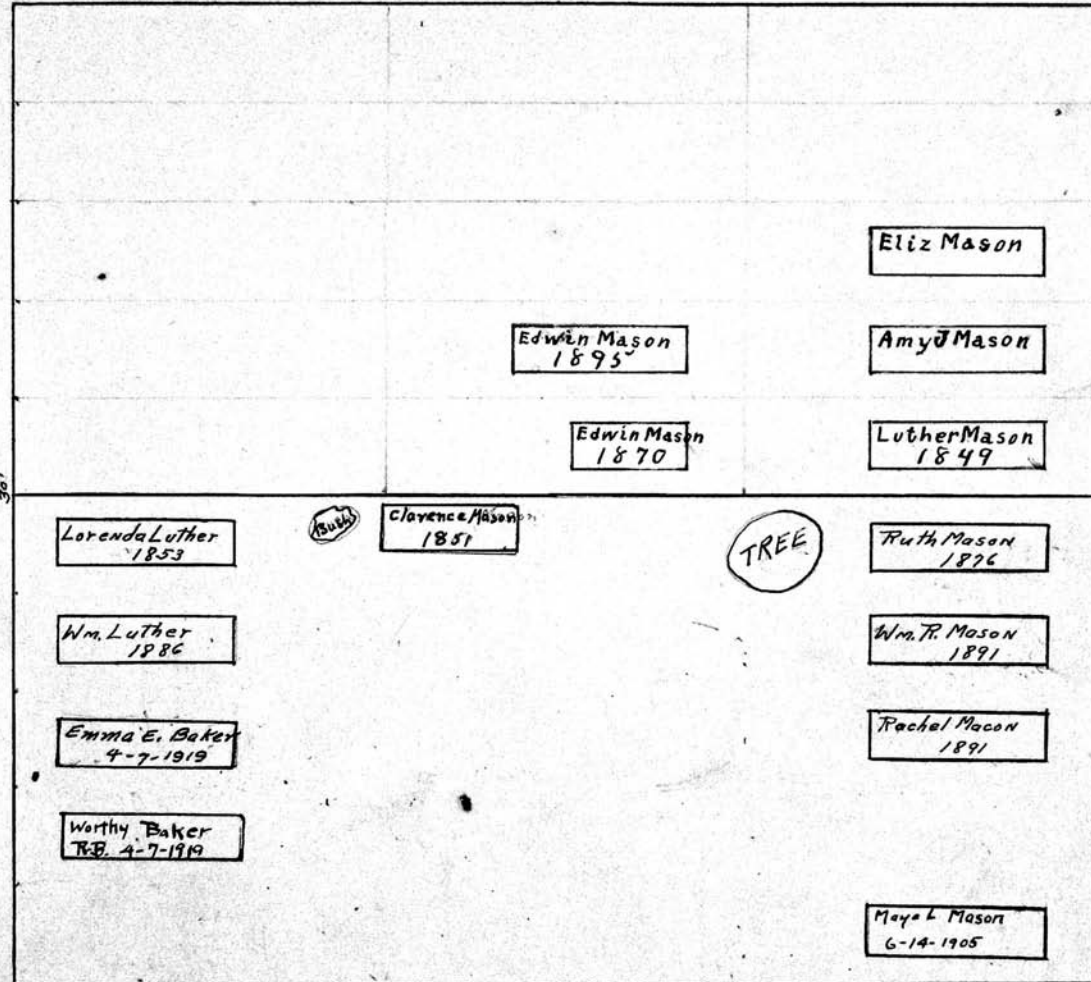 Eliz Mason
Edwin Mason
1895
Amy J Mason
Edwin Mason
1870
Luther Mason
1849
30'
Lorenda Luther
1853
Bush
Clarence Mason
1851
TREE
Ruth Mason
1876
Wm. Luther
1886
Wm. R. Mason
1891
Emma E. Baker
4-7-1919
Rachel Macon
1891
Worthy Baker
R.B. 4-7-1919
L Mason
6-14-1905